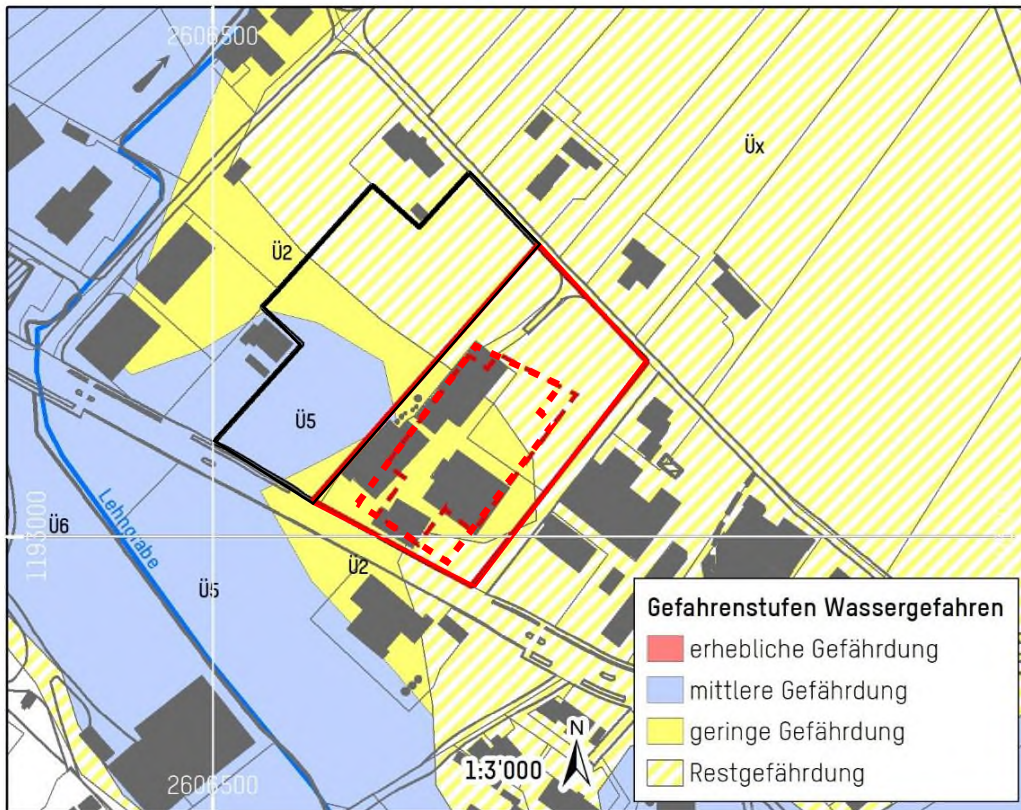 2606500
Üx
Ü2
Ü5
1193000
Ü6
Lehngrabe
Ü5
Ü2
2606500
1:3'000
N
Gefahrenstufen Wassergefahren
erhebliche Gefährdung
mittlere Gefährdung
geringe Gefährdung
Restgefährdung